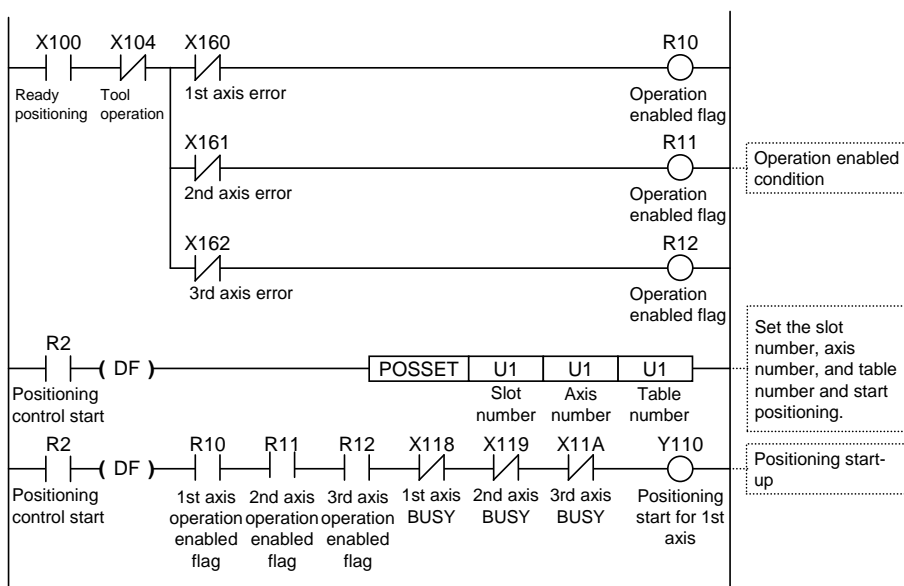 X100 X104 X160 R10
Ready positioning
Tool operation
1st axis error
Operation enabled flag
X161 R11
2nd axis error
Operation enabled flag
Operation enabled condition
X162 R12
3rd axis error
Operation enabled flag
R2
( DF )
POSSET U1 U1 U1
Positioning control start
Slot number
Axis number
Table number
Set the slot number, axis number, and table number and start positioning.
R2 R10 R11 R12 X118 X119 X11A Y110
( DF )
Positioning control start
1st axis operation enabled flag
2nd axis operation enabled flag
3rd axis operation enabled flag
1st axis BUSY
2nd axis BUSY
3rd axis BUSY
Positioning start for 1st axis
Positioning start-up